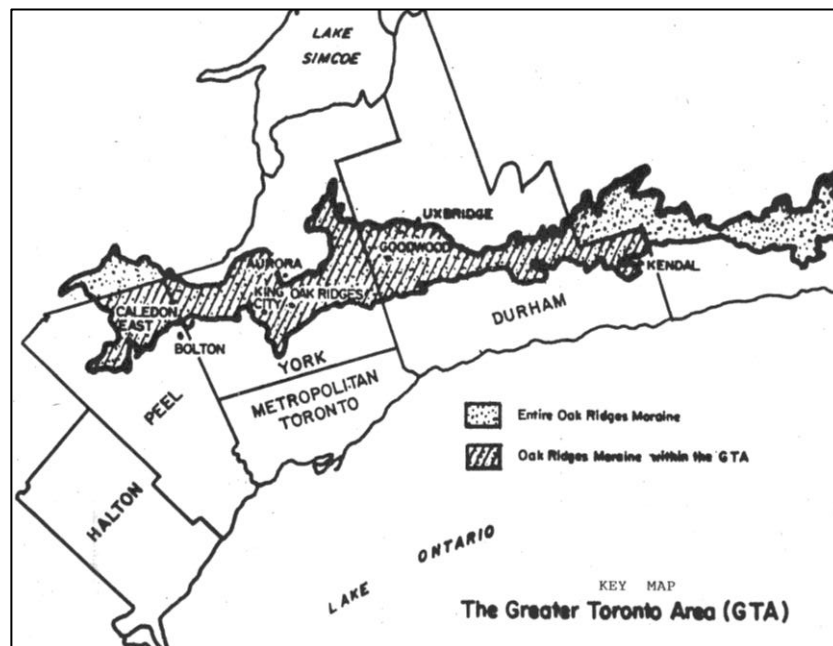 LAKE
SIMCOE
UXBRIDGE
GOODWOOD
AURORA
KING
CITY
OAK RIDGES
KENDAL
CALEDON
EAST
BOLTON
DURHAM
YORK
METROPOLITAN
TORONTO
PEEL
HALTON
Entire Oak Ridges Moraine
Oak Ridges Moraine within the GTA
LAKE ONTARIO
KEY MAP
The Greater Toronto Area (GTA)